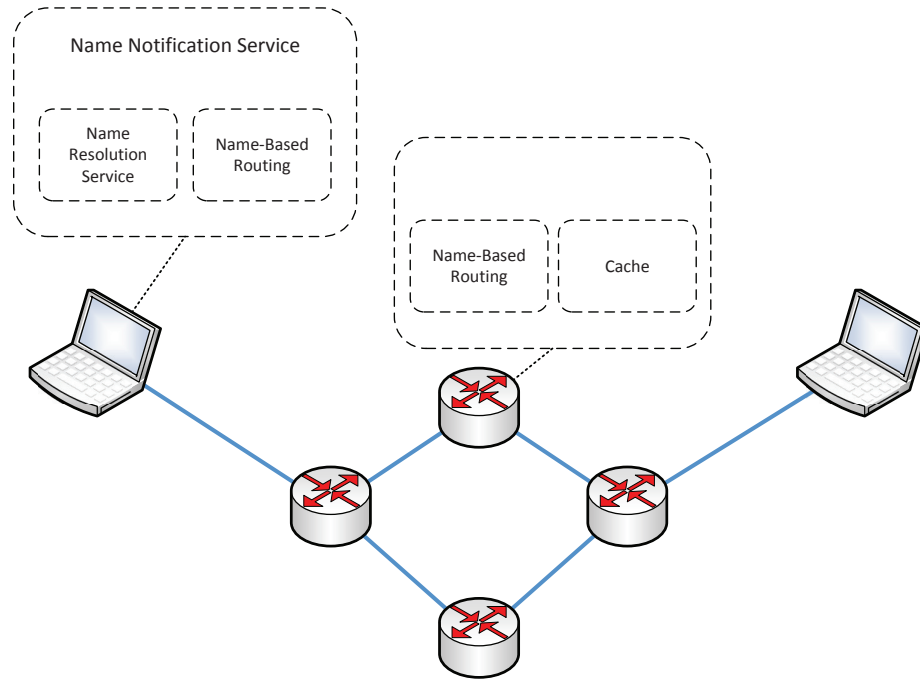 Name Notification Service
Name
Resolution
Service
Name-Based
Routing
Name-Based
Routing
Cache